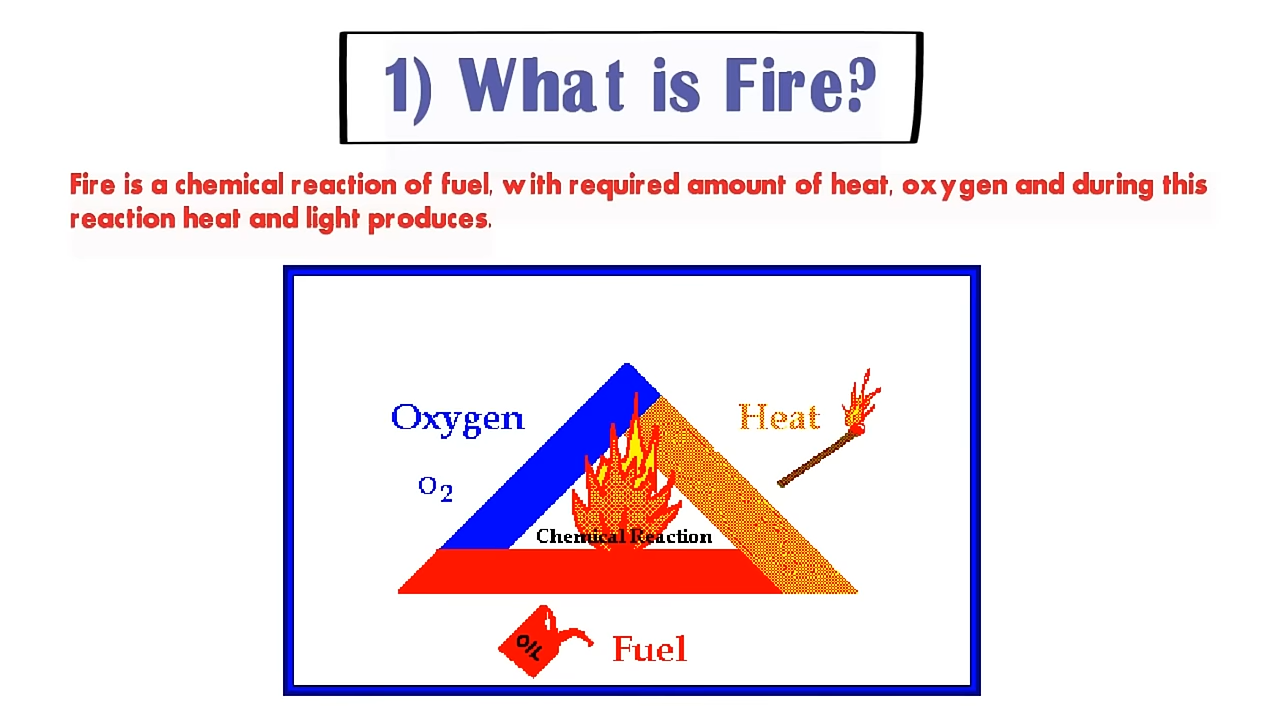 1) What is Fire?
Fire is a chemical reaction of fuel, with required amount of heat, oxygen and during this
reaction heat and light produces.
Oxygen
Heat
O2
Chemical Reaction
OIL
Fuel